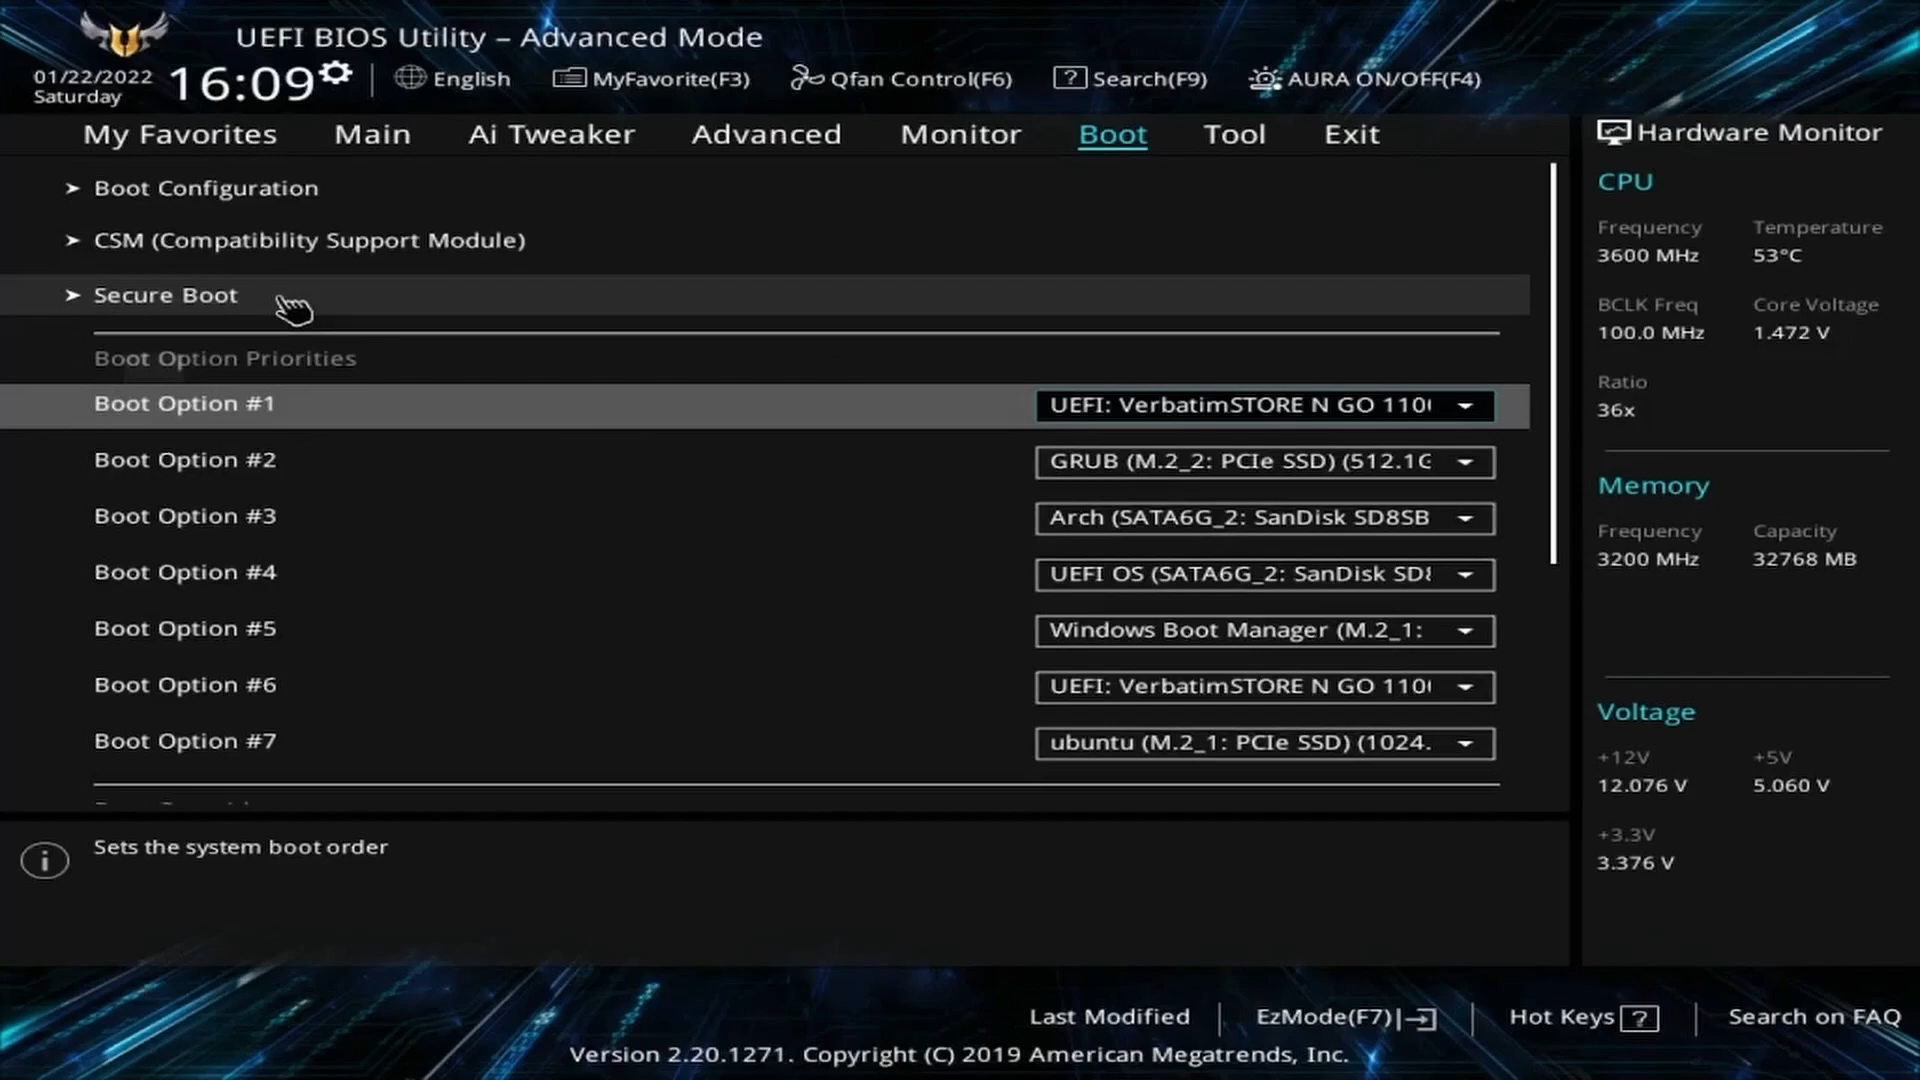 UEFI BIOS Utility – Advanced Mode
01/22/2022
Saturday
16:09
English
MyFavorite(F3)
Qfan Control(F6)
? Search(F9)
AURA ON/OFF(F4)
My Favorites
Main
Ai Tweaker
Advanced
Monitor
Boot
Tool
Exit
Boot Configuration
CSM (Compatibility Support Module)
Secure Boot
Boot Option Priorities
Boot Option #1
UEFI: VerbatimSTORE N GO 110
Boot Option #2
GRUB (M.2_2: PCIe SSD) (512.1G
Boot Option #3
Arch (SATA6G_2: SanDisk SD8SB
Boot Option #4
UEFI OS (SATA6G_2: SanDisk SD
Boot Option #5
Windows Boot Manager (M.2_1:
Boot Option #6
UEFI: VerbatimSTORE N GO 110
Boot Option #7
ubuntu (M.2_1: PCIe SSD) (1024.
i
Sets the system boot order
Hardware Monitor
CPU
Frequency Temperature
3600 MHz 53°C
BCLK Freq Core Voltage
100.0 MHz 1.472 V
Ratio
36x
Memory
Frequency Capacity
3200 MHz 32768 MB
Voltage
+12V +5V
12.076 V 5.060 V
+3.3V
3.376 V
Last Modified
EzMode(F7)
Hot Keys ?
Search on FAQ
Version 2.20.1271. Copyright (C) 2019 American Megatrends, Inc.